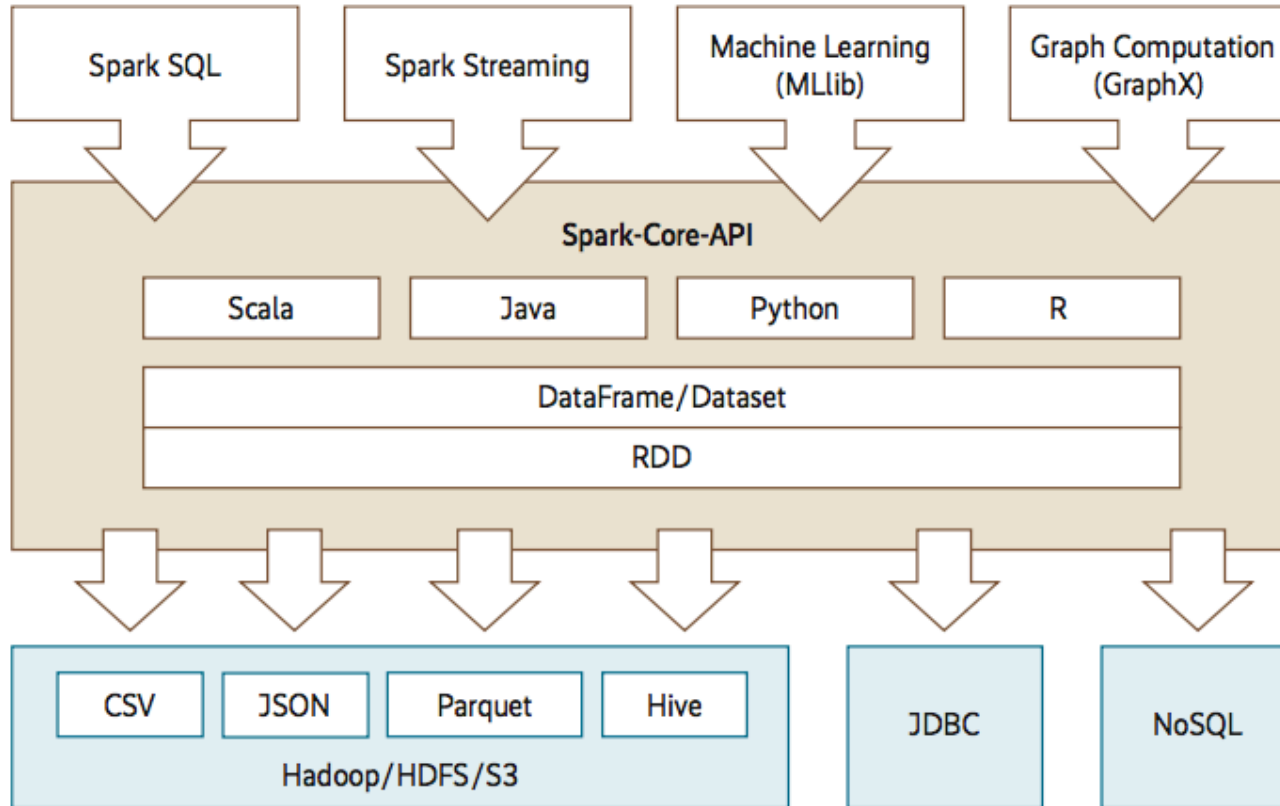 Spark SQL
Spark Streaming
Machine Learning
(MLlib)
Graph Computation
(GraphX)
Spark-Core-API
Scala
Java
Python
R
DataFrame/Dataset
RDD
CSV
JSON
Parquet
Hive
Hadoop/HDFS/S3
JDBC
NoSQL